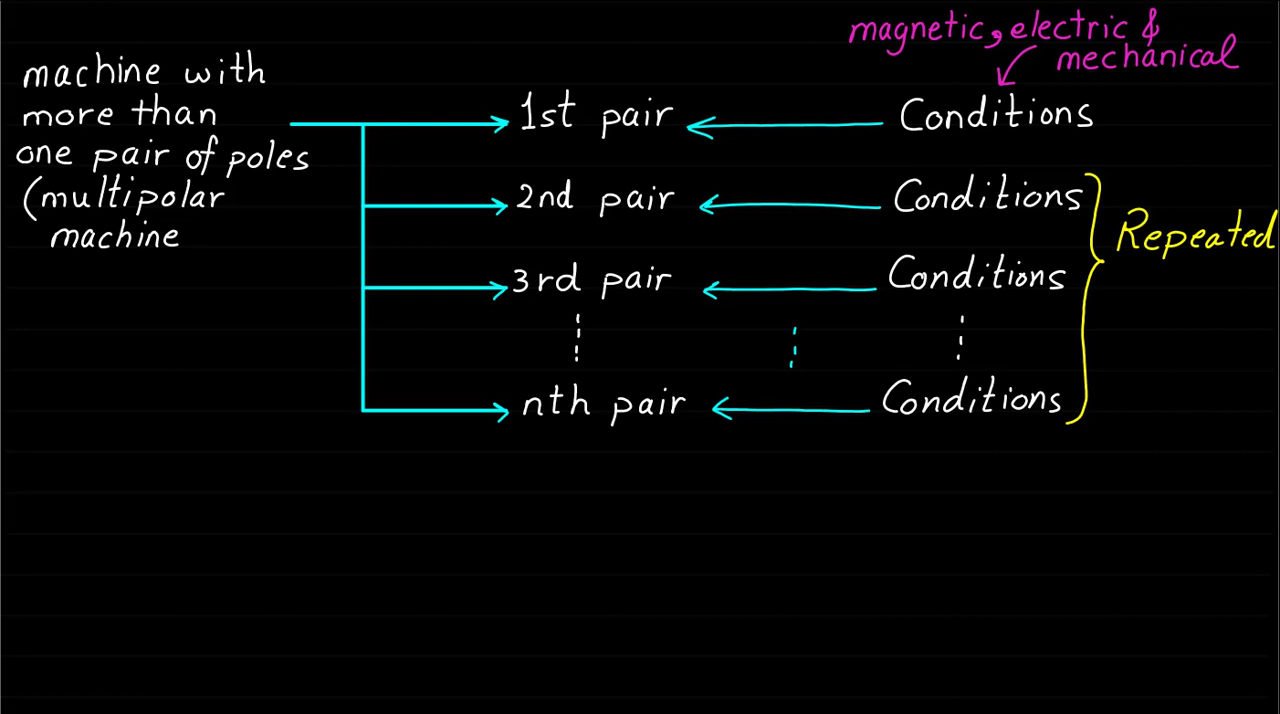 magnetic, electric &
mechanical
machine with
more than
one pair of poles
(multipolar
machine
1st pair
Conditions
2nd pair
Conditions
3rd pair
Conditions
nth pair
Conditions
Repeated